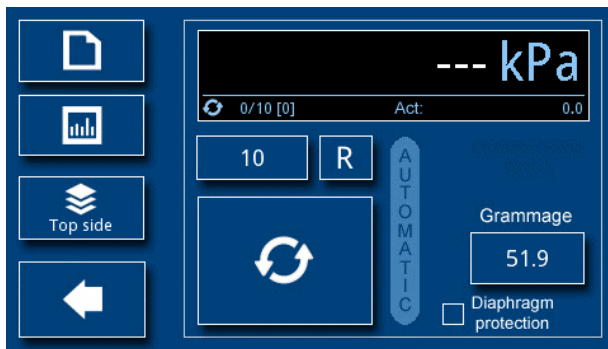 --- kPa
0/10 [0] Act: 0.0
10 R
AUTOMATIC
Top side
Grammage
51.9
Diaphragm
protection